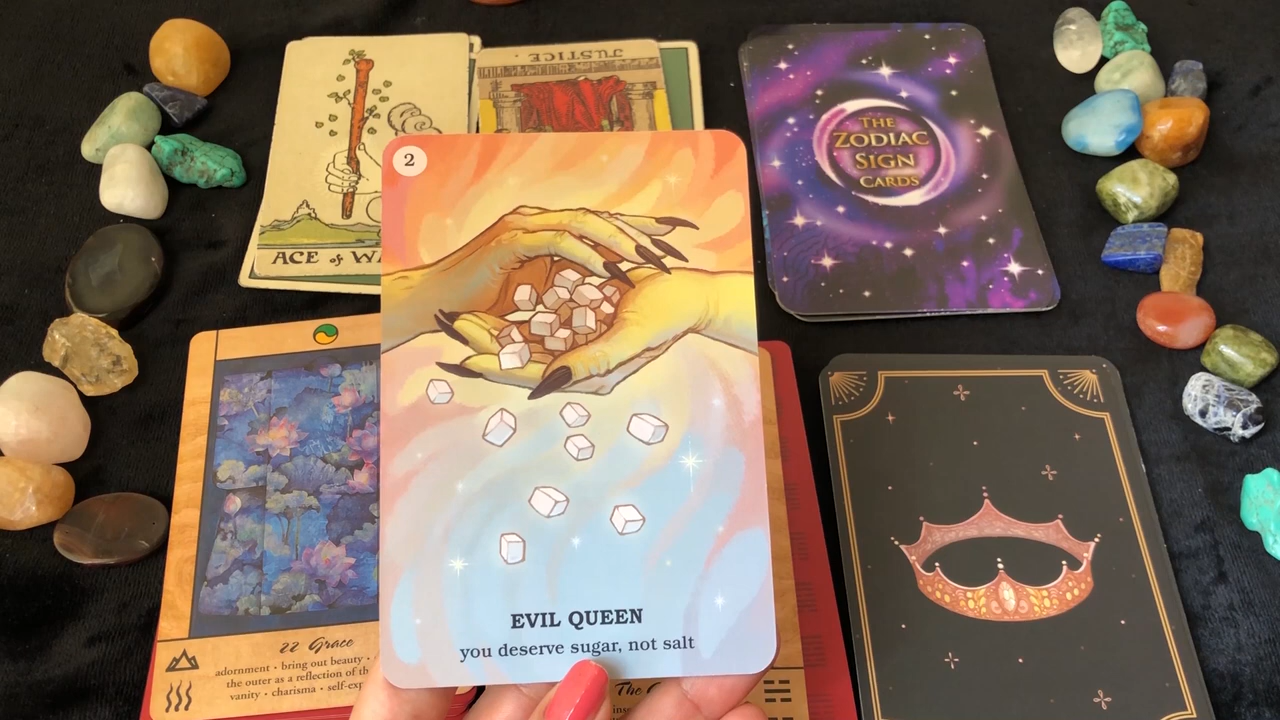 JUSTICE.
ACE of WA
THE
ZODIAC
SIGN
CARDS
2
EVIL QUEEN
you deserve sugar, not salt
22 Grace
adornment • bring out beauty •
the outer as a reflection of th
vanity • charisma • self-exp
The